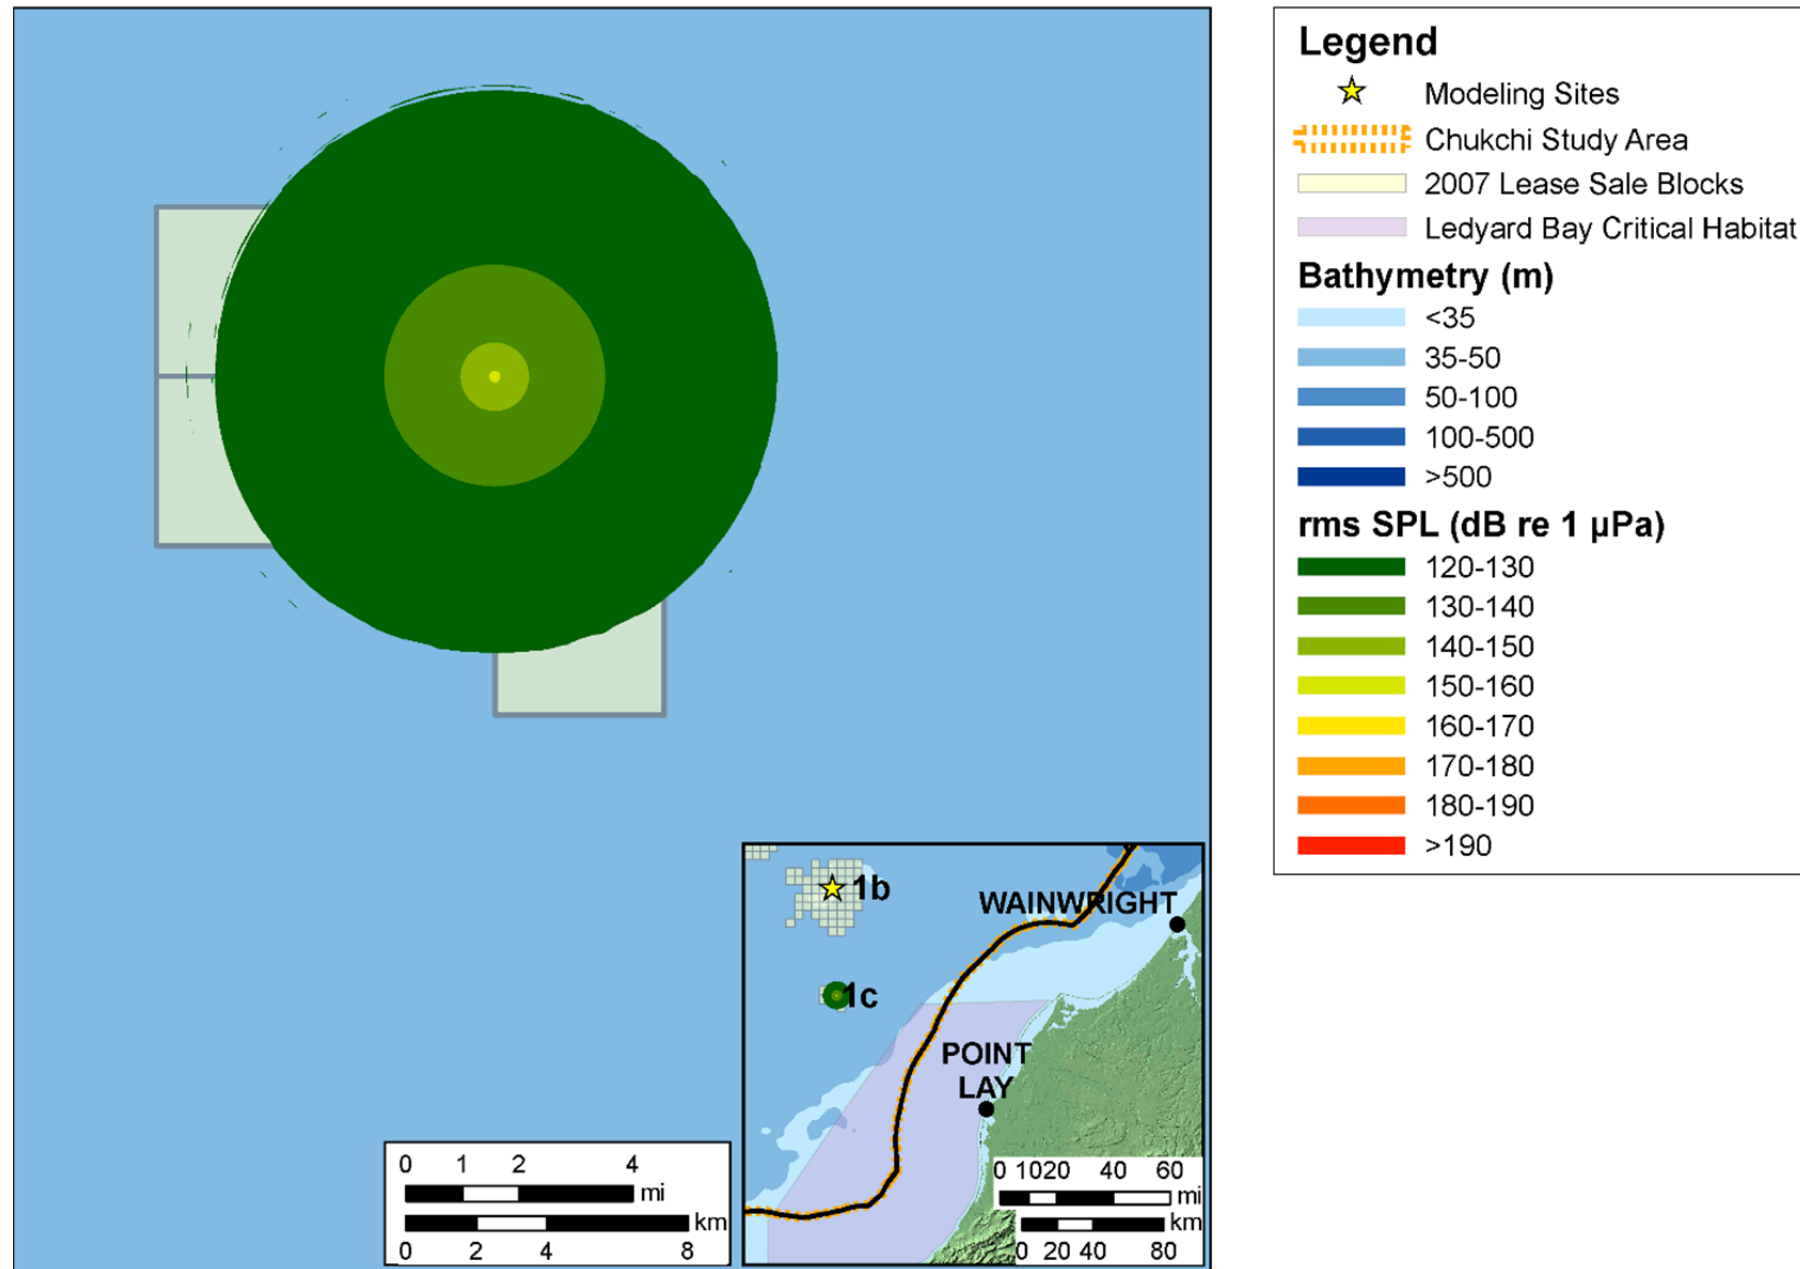 Legend
Modeling Sites
Chukchi Study Area
2007 Lease Sale Blocks
Ledyard Bay Critical Habitat
Bathymetry (m)
<35
35-50
50-100
100-500
>500
rms SPL (dB re 1 µPa)
120-130
130-140
140-150
150-160
160-170
170-180
180-190
>190
1b
WAINWRIGHT
1c
POINT
LAY
0 1 2 4
mi
km
0 2 4 8
0 10 20 40 60
mi
km
0 20 40 80